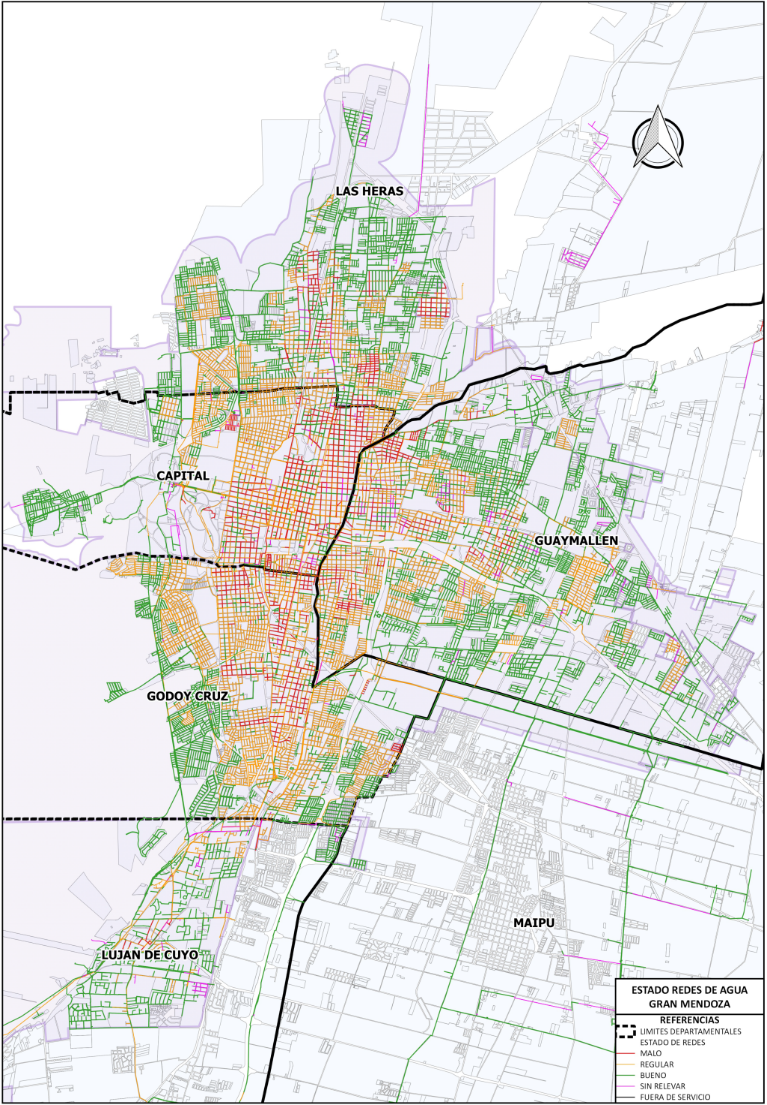 LAS HERAS
CAPITAL
GUAYMALLEN
GODOY CRUZ
MAIPU
LUJAN DE CUYO
ESTADO REDES DE AGUA
GRAN MENDOZA
REFERENCIAS
LIMITES DEPARTAMENTALES
ESTADO DE REDES
MALO
REGULAR
BUENO
SIN RELEVAR
FUERA DE SERVICIO